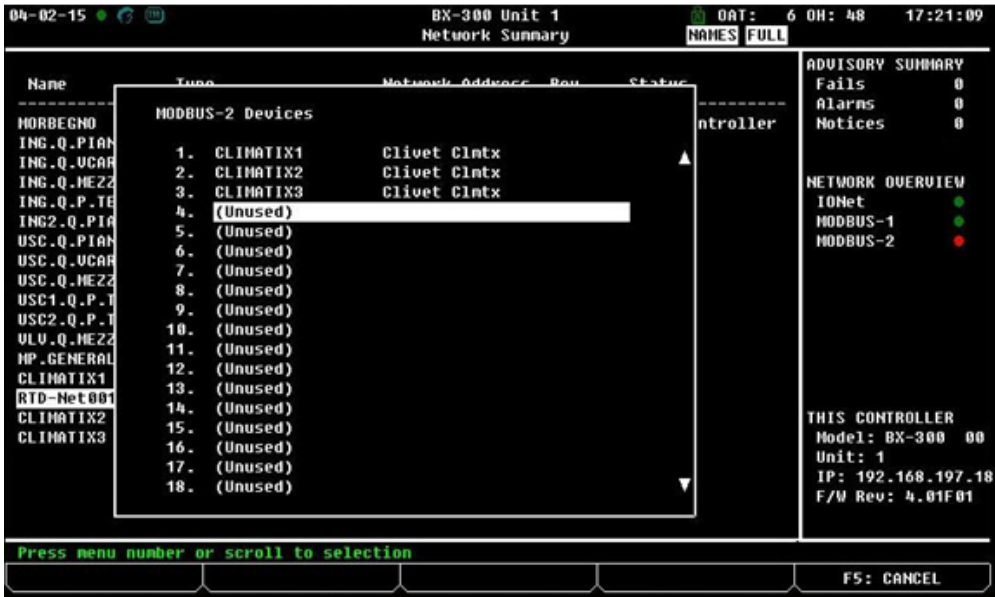 04-02-15 BX-300 Unit 1 OAT: 6 OH: 48 17:21:09
Network Summary NAMES FULL
Name Type Network Address Rev Status
MORBEGNO ntroller
ING.Q.PIAN
ING.Q.VCAR
ING.Q.MEZZ
ING.Q.P.TE
ING2.Q.PIA
USC.Q.PIAN
USC.Q.VCAR
USC.Q.MEZZ
USC1.Q.P.T
USC2.Q.P.T
VLV.Q.MEZZ
MP.GENERAL
CLIMATIX1
RTD-Net001
CLIMATIX2
CLIMATIX3
MODBUS-2 Devices
1. CLIMATIX1 Clivet Clmtx
2. CLIMATIX2 Clivet Clmtx
3. CLIMATIX3 Clivet Clmtx
4. (Unused)
5. (Unused)
6. (Unused)
7. (Unused)
8. (Unused)
9. (Unused)
10. (Unused)
11. (Unused)
12. (Unused)
13. (Unused)
14. (Unused)
15. (Unused)
16. (Unused)
17. (Unused)
18. (Unused)
ADVISORY SUMMARY
Fails 0
Alarms 0
Notices 0
NETWORK OVERVIEW
IONet
MODBUS-1
MODBUS-2
THIS CONTROLLER
Model: BX-300 00
Unit: 1
IP: 192.168.197.18
F/W Rev: 4.01F01
Press menu number or scroll to selection
F5: CANCEL